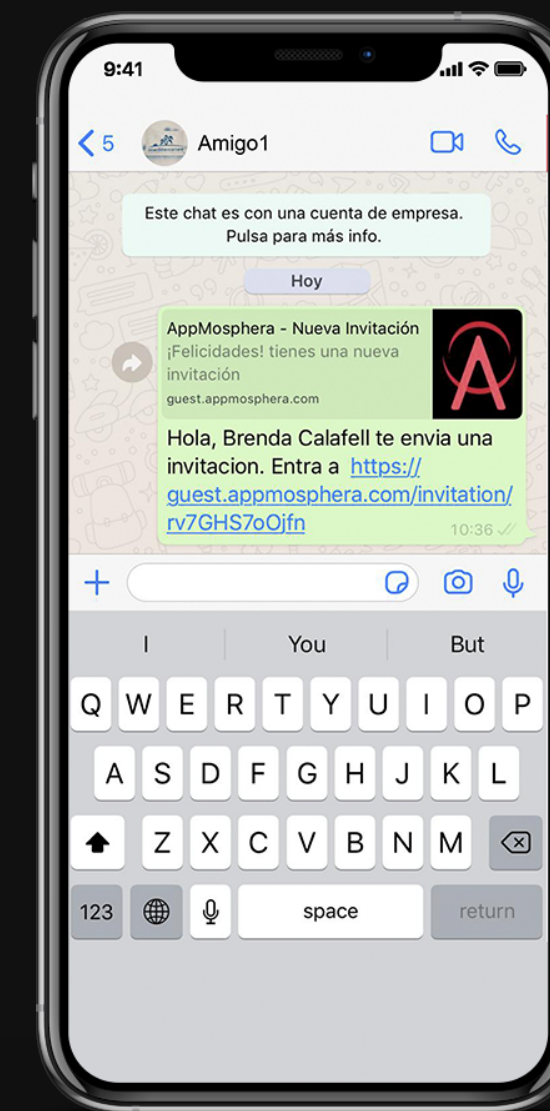 9:41
5 Amigo1
Este chat es con una cuenta de empresa.
Pulsa para más info.
Hoy
AppMosphera - Nueva Invitación
¡Felicidades! tienes una nueva
invitación
guest.appmosphera.com
Hola, Brenda Calafell te envia una
invitacion. Entra a https://
guest.appmosphera.com/invitation/
rv7GHS7oOjfn
10:36
I You But
Q W E R T Y U I O P
A S D F G H J K L
Z X C V B N M
123 space return